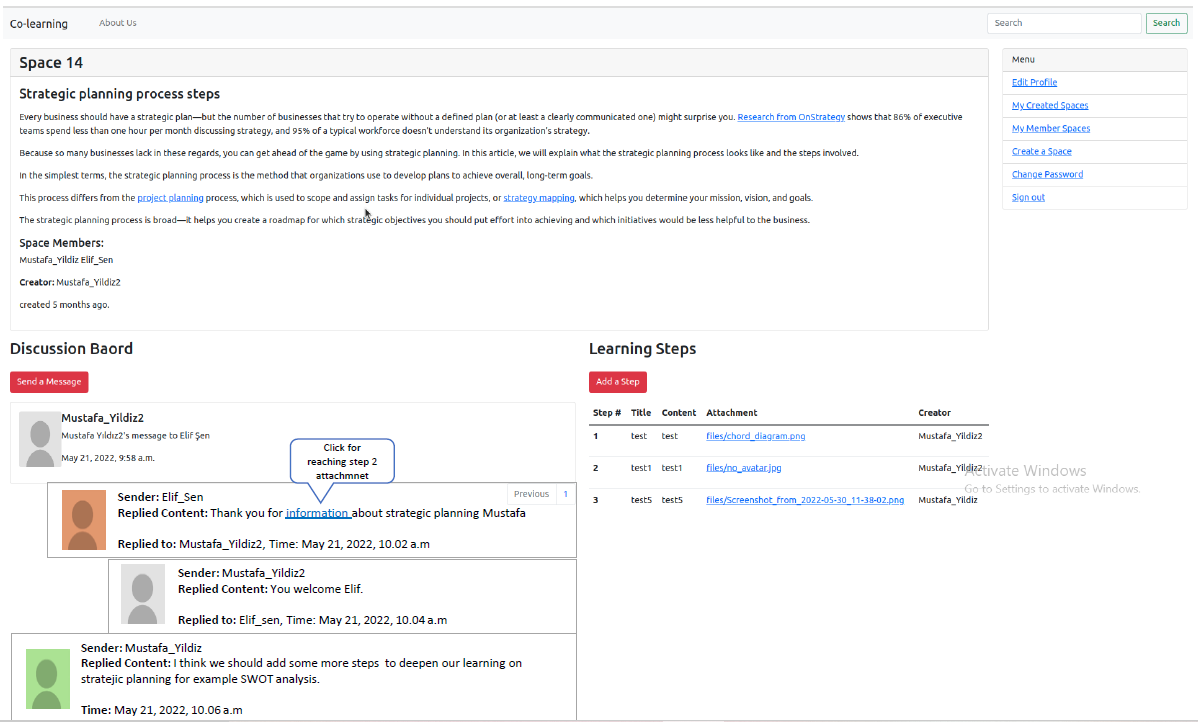 Co-learning
About Us
Search
Search
Space 14
Strategic planning process steps
Every business should have a strategic plan—but the number of businesses that try to operate without a defined plan (or at least a clearly communicated one) might surprise you. Research from OnStrategy shows that 86% of executive
teams spend less than one hour per month discussing strategy, and 95% of a typical workforce doesn't understand its organization's strategy.
Because so many businesses lack in these regards, you can get ahead of the game by using strategic planning. In this article, we will explain what the strategic planning process looks like and the steps involved.
In the simplest terms, the strategic planning process is the method that organizations use to develop plans to achieve overall, long-term goals.
This process differs from the project planning process, which is used to scope and assign tasks for individual projects, or strategy mapping, which helps you determine your mission, vision, and goals.
The strategic planning process is broad—it helps you create a roadmap for which strategic objectives you should put effort into achieving and which initiatives would be less helpful to the business.
Space Members:
Mustafa_Yildiz Elif_Sen
Creator: Mustafa_Yildiz2
created 5 months ago.
Menu
Edit Profile
My Created Spaces
My Member Spaces
Create a Space
Change Password
Sign out
Discussion Baord
Send a Message
Mustafa_Yildiz2
Mustafa Yıldız2's message to Elif Şen
May 21, 2022, 9:58 a.m.
Click for
reaching step 2
attachmnet
Previous 1
Sender: Elif_Sen
Replied Content: Thank you for information about strategic planning Mustafa
Replied to: Mustafa_Yildiz2, Time: May 21, 2022, 10.02 a.m
Sender: Mustafa_Yildiz2
Replied Content: You welcome Elif.
Replied to: Elif_sen, Time: May 21, 2022, 10.04 a.m
Sender: Mustafa_Yildiz
Replied Content: I think we should add some more steps to deepen our learning on
stratejic planning for example SWOT analysis.
Time: May 21, 2022, 10.06 a.m
Learning Steps
Add a Step
Step # Title Content Attachment Creator
1 test test files/chord_diagram.png Mustafa_Yildiz2
2 test1 test1 files/no_avatar.jpg Mustafa_Yildiz2
3 test5 test5 files/Screenshot_from_2022-05-30_11-38-02.png Mustafa_Yildiz
Activate Windows
Go to Settings to activate Windows.